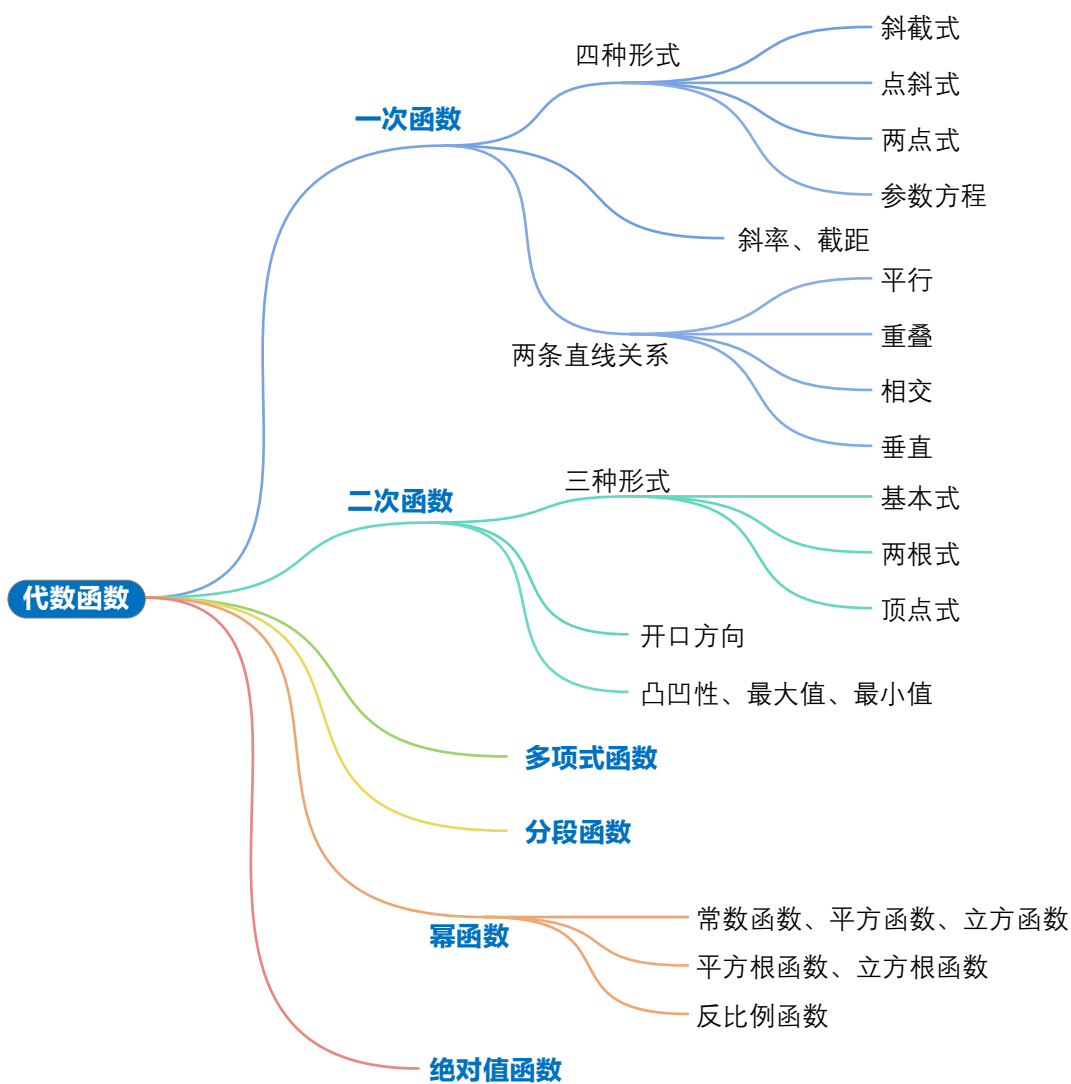 代数函数
一次函数
四种形式
斜截式
点斜式
两点式
参数方程
斜率、截距
两条直线关系
平行
重叠
相交
垂直
二次函数
三种形式
基本式
两根式
顶点式
开口方向
凸凹性、最大值、最小值
多项式函数
分段函数
幂函数
常数函数、平方函数、立方函数
平方根函数、立方根函数
反比例函数
绝对值函数